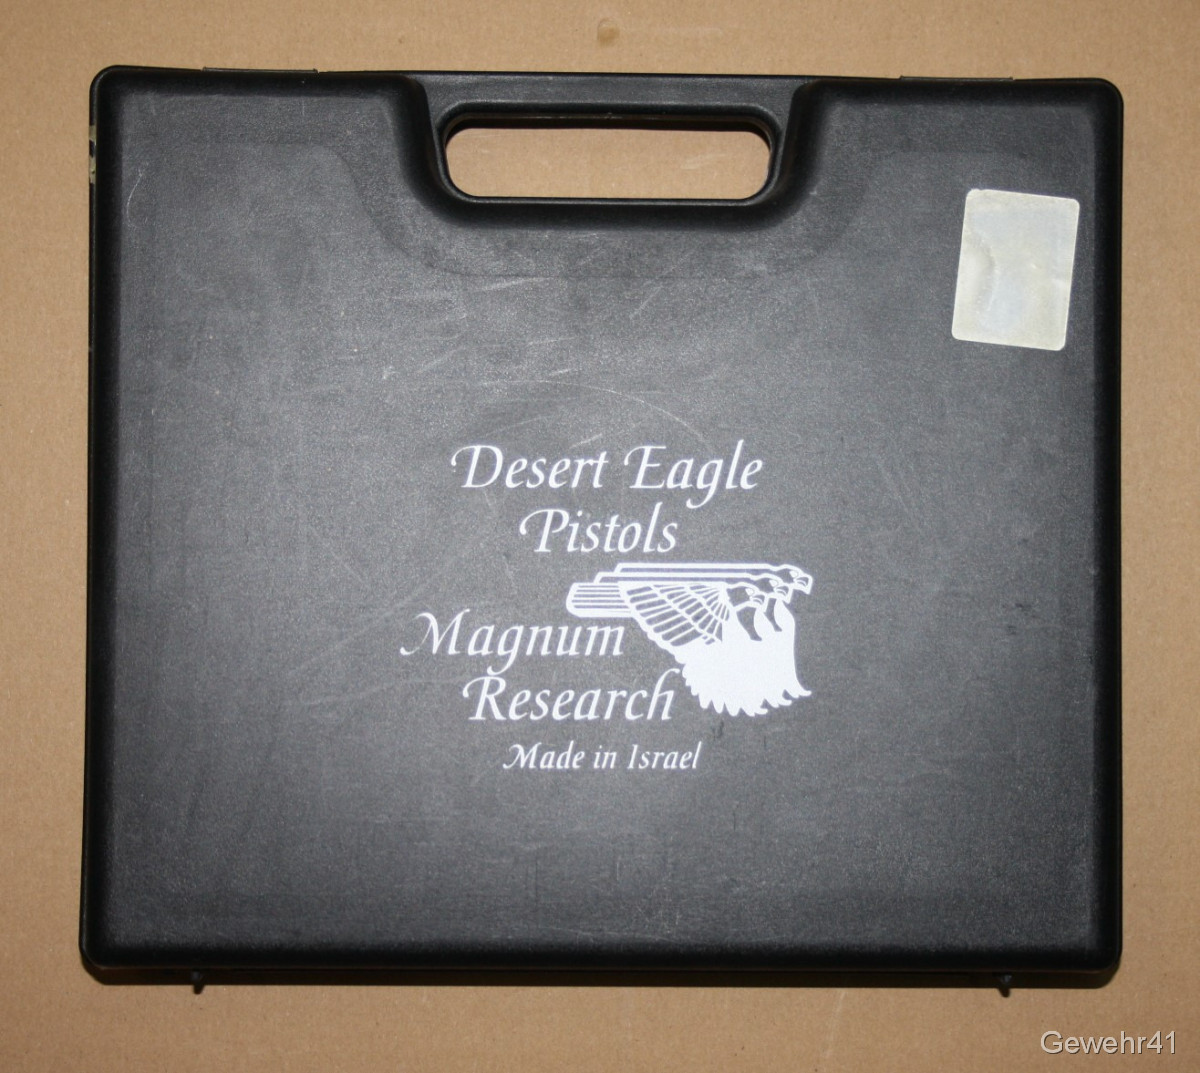 Desert Eagle
Pistols
Magnum
Research
Made in Israel
Gewehr41